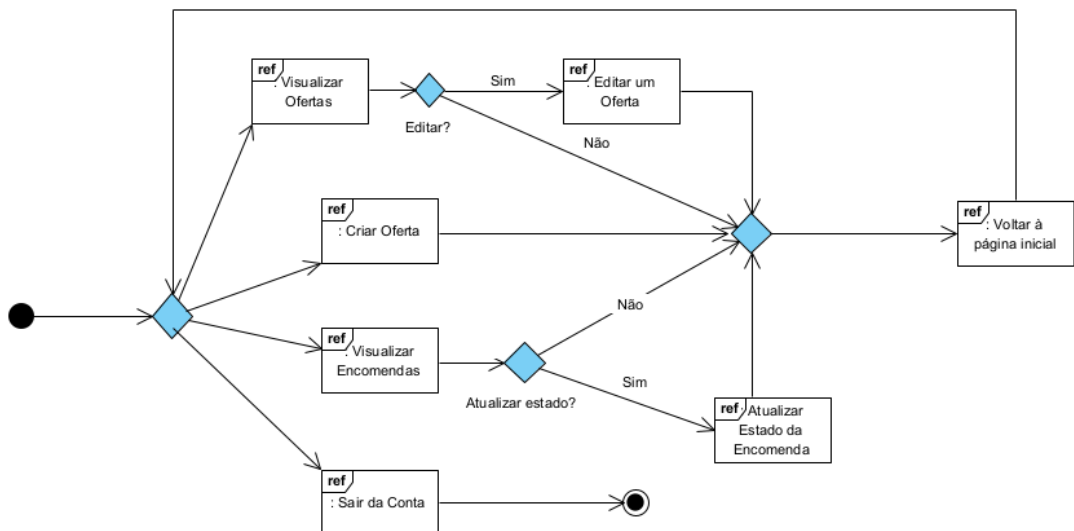 ref
: Visualizar
Ofertas
Editar?
Sim
Não
ref
: Editar um
Oferta
ref
: Criar Oferta
ref
: Voltar à
página inicial
ref
: Visualizar
Encomendas
Atualizar estado?
Não
Sim
ref
: Atualizar
Estado da
Encomenda
ref
: Sair da Conta